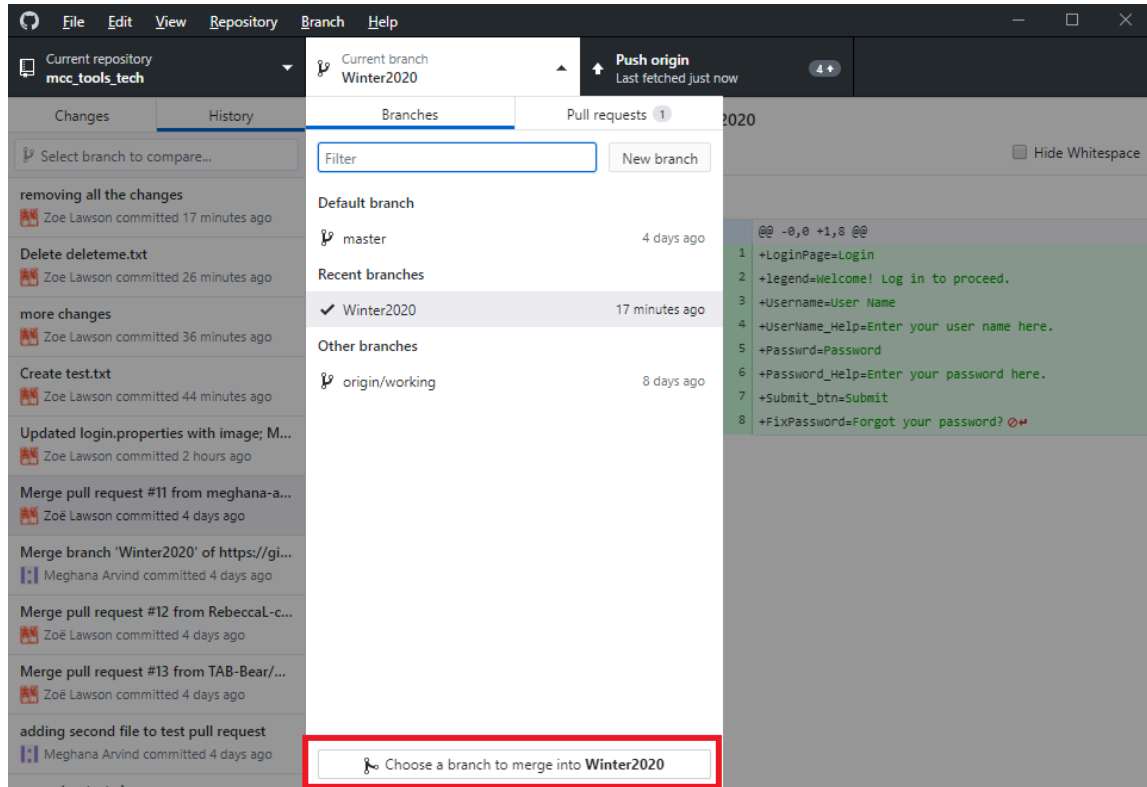 File Edit View Repository Branch Help
Current repository
mcc_tools_tech
Current branch
Winter2020
Push origin
Last fetched just now
4
Changes History
Select branch to compare...
removing all the changes
Zoe Lawson committed 17 minutes ago
Delete deleteme.txt
Zoe Lawson committed 26 minutes ago
more changes
Zoe Lawson committed 36 minutes ago
Create test.txt
Zoe Lawson committed 44 minutes ago
Updated login.properties with image; M...
Zoe Lawson committed 2 hours ago
Merge pull request #11 from meghana-a...
Zoë Lawson committed 4 days ago
Merge branch 'Winter2020' of https://gi...
Meghana Arvind committed 4 days ago
Merge pull request #12 from RebeccaL-c...
Zoë Lawson committed 4 days ago
Merge pull request #13 from TAB-Bear/...
Zoë Lawson committed 4 days ago
adding second file to test pull request
Meghana Arvind committed 4 days ago
Branches Pull requests 1
Filter New branch
Default branch
master 4 days ago
Recent branches
Winter2020 17 minutes ago
Other branches
origin/working 8 days ago
Choose a branch to merge into Winter2020
2020
Hide Whitespace
@@ -0,0 +1,8 @@
1 +LoginPage=Login
2 +legend=Welcome! Log in to proceed.
3 +Username=User Name
4 +UserName_Help=Enter your user name here.
5 +Passwrd=Password
6 +Password_Help=Enter your password here.
7 +Submit_btn=Submit
8 +FixPassword=Forgot your password?